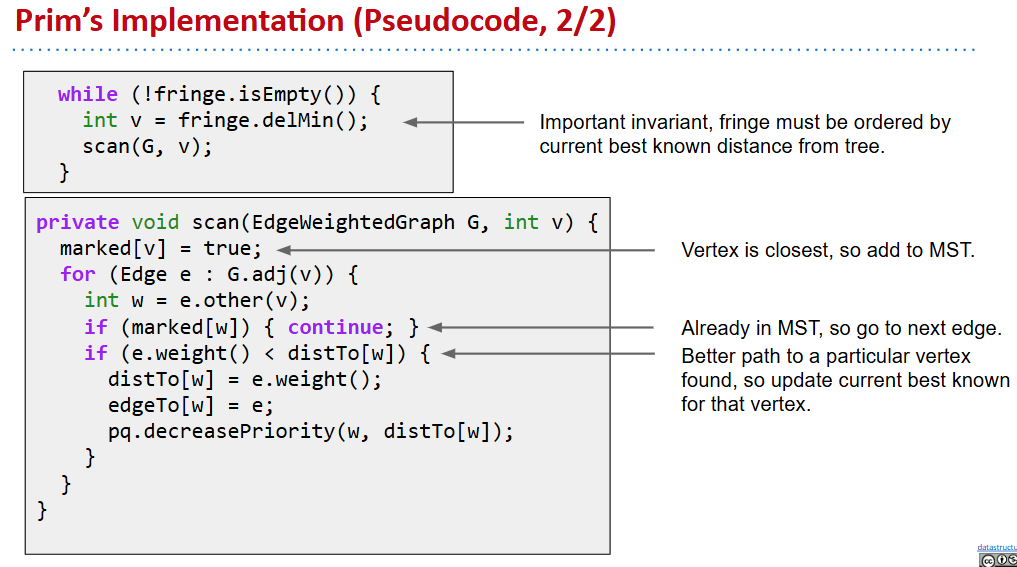 Prim's Implementation (Pseudocode, 2/2)
while (!fringe.isEmpty()) {
int v = fringe.delMin();
scan(G, v);
}
Important invariant, fringe must be ordered by
current best known distance from tree.
private void scan(EdgeWeightedGraph G, int v) {
marked[v] = true;
for (Edge e : G.adj(v)) {
int w = e.other(v);
if (marked[w]) { continue; }
if (e.weight() < distTo[w]) {
distTo[w] = e.weight();
edgeTo[w] = e;
pq.decreasePriority(w, distTo[w]);
}
}
}
Vertex is closest, so add to MST.
Already in MST, so go to next edge.
Better path to a particular vertex
found, so update current best known
for that vertex.
datastructu